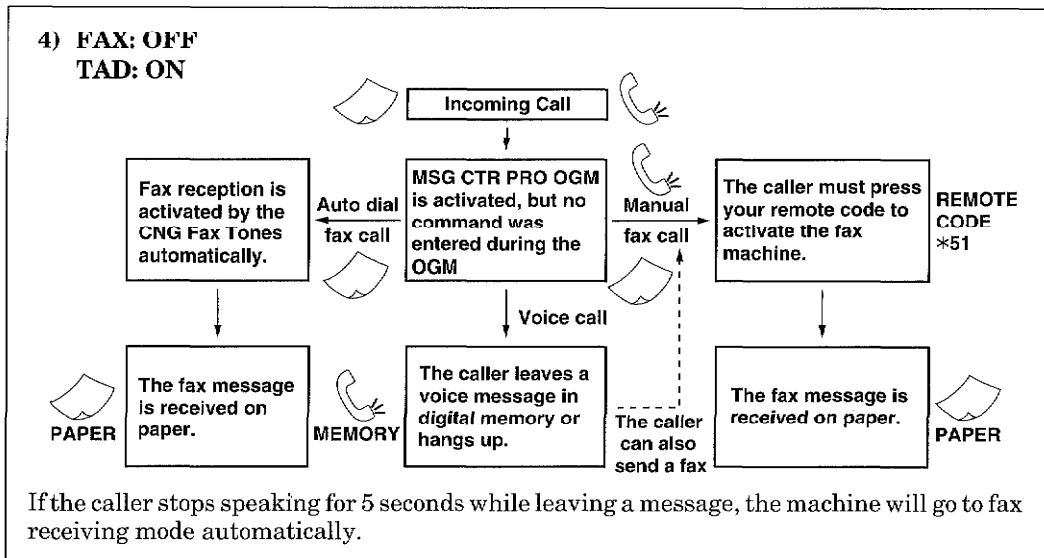 4) FAX: OFF
TAD: ON
Incoming Call
Fax reception is
activated by the
CNG Fax Tones
automatically.
Auto dial
fax call
MSG CTR PRO OGM
is activated, but no
command was
entered during the
OGM
Manual
fax call
The caller must press
your remote code to
activate the fax
machine.
REMOTE
CODE
*51
Voice call
PAPER
The fax message
is received on
paper.
MEMORY
The caller leaves a
voice message in
digital memory or
hangs up.
The caller
can also
send a fax
The fax message is
received on paper.
PAPER
If the caller stops speaking for 5 seconds while leaving a message, the machine will go to fax
receiving mode automatically.